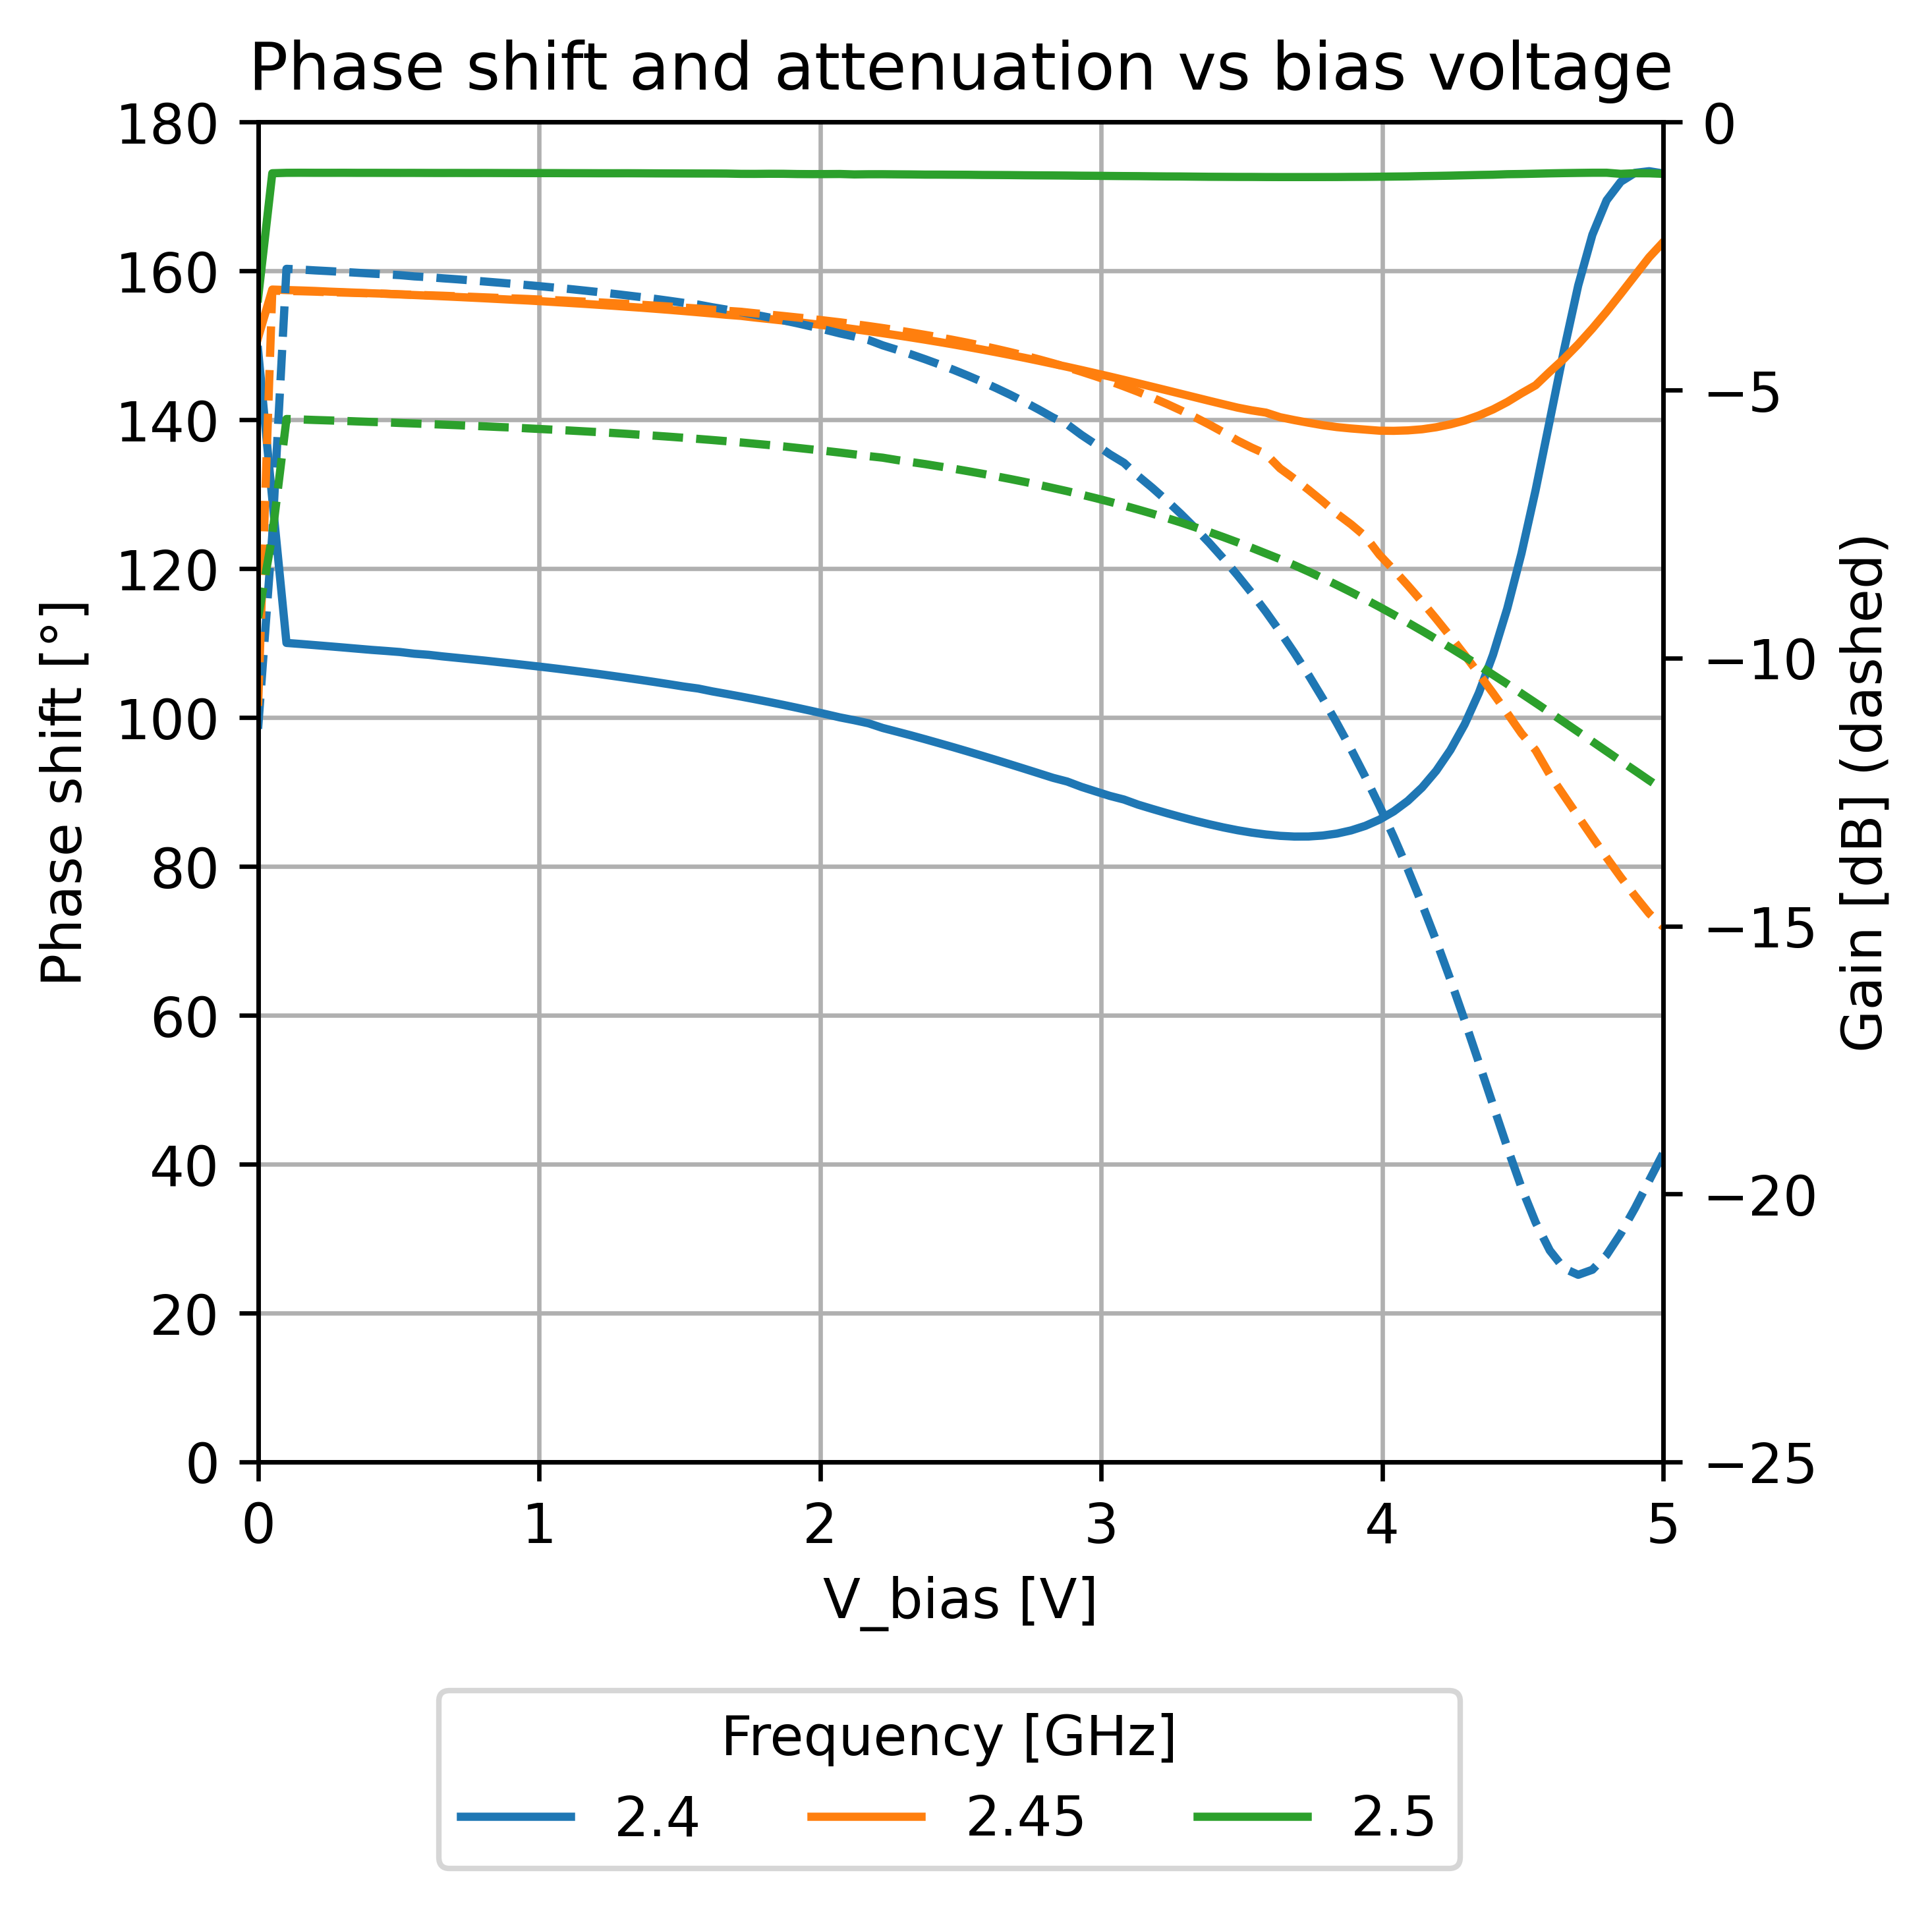 Phase shift and attenuation vs bias voltage
180
160
140
120
100
80
60
40
20
0
Phase shift [°]
0
−5
−10
−15
−20
−25
Gain [dB] (dashed)
0 1 2 3 4 5
V_bias [V]
Frequency [GHz]
2.4 2.45 2.5